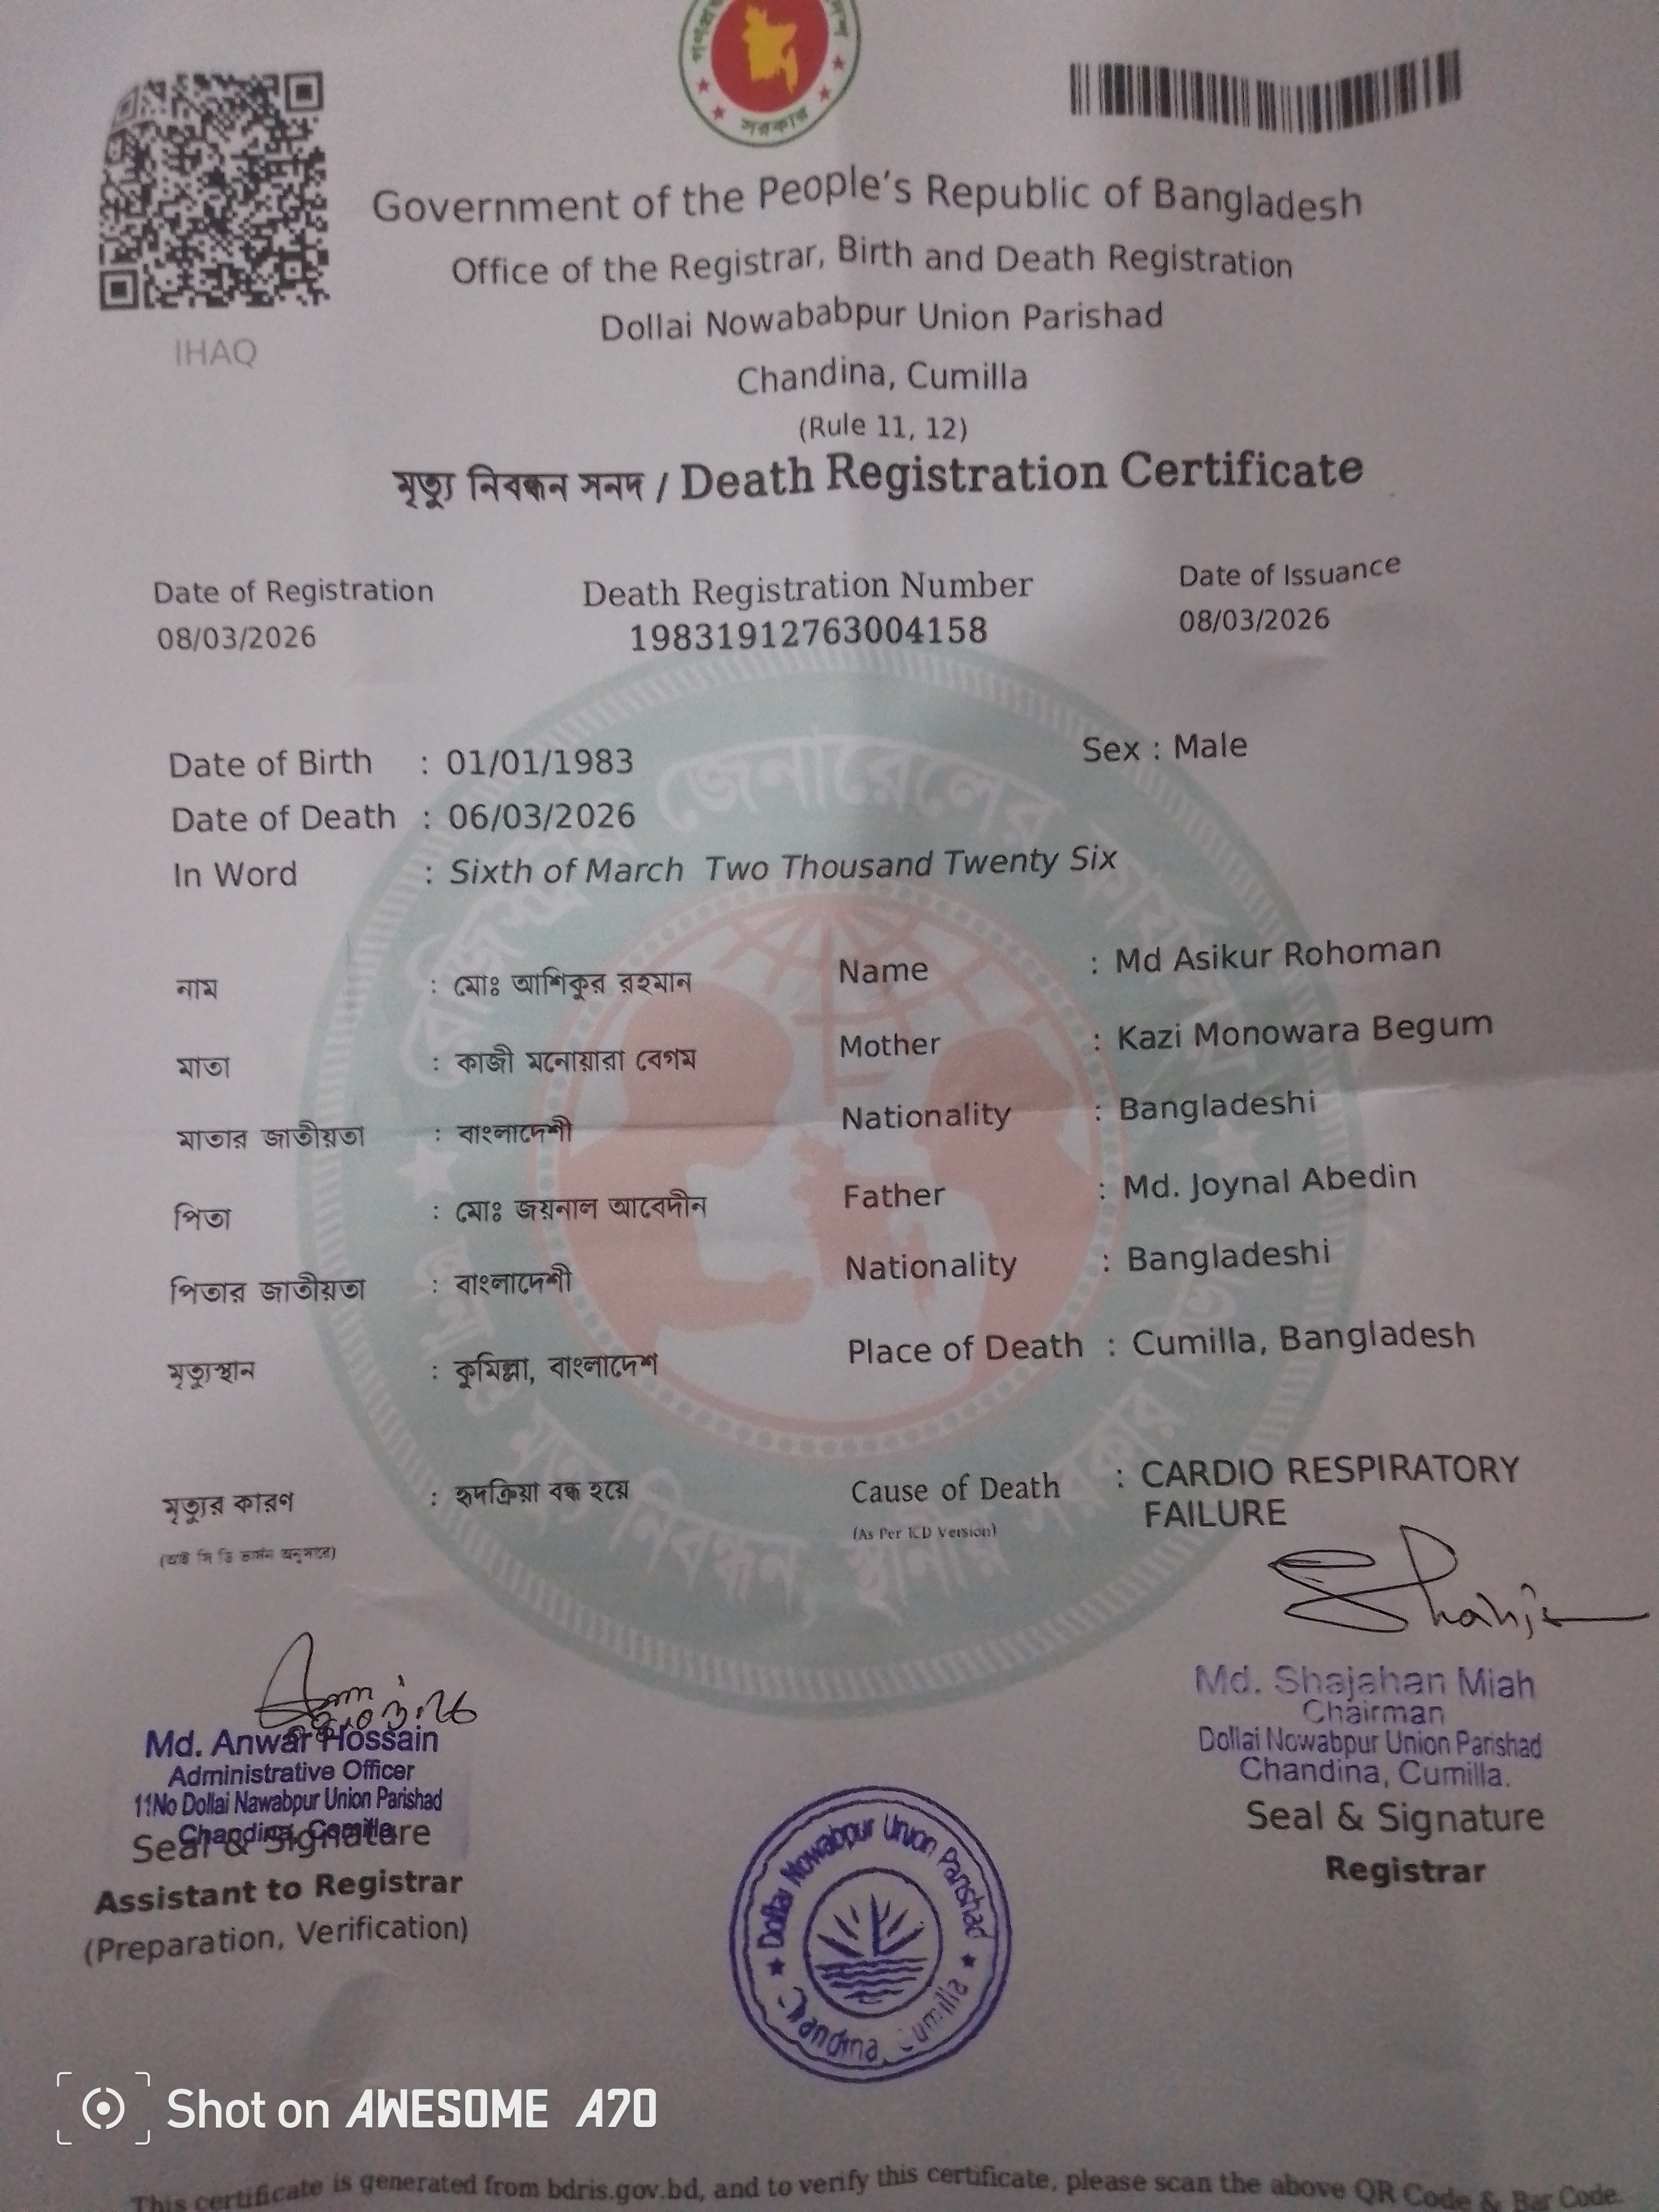 সরকার
IHAQ
Government of the People's Republic of Bangladesh
Office of the Registrar, Birth and Death Registration
Dollai Nowababpur Union Parishad
Chandina, Cumilla
(Rule 11, 12)
মৃত্যু নিবন্ধন সনদ / Death Registration Certificate
Date of Registration Death Registration Number Date of Issuance
08/03/2026 19831912763004158 08/03/2026
Date of Birth : 01/01/1983 Sex : Male
Date of Death : 06/03/2026
In Word : Sixth of March Two Thousand Twenty Six
নাম : মোঃ আশিকুর রহমান Name : Md Asikur Rohoman
মাতা : কাজী মনোয়ারা বেগম Mother : Kazi Monowara Begum
মাতার জাতীয়তা : বাংলাদেশী Nationality : Bangladeshi
পিতা : মোঃ জয়নাল আবেদীন Father : Md. Joynal Abedin
পিতার জাতীয়তা : বাংলাদেশী Nationality : Bangladeshi
মৃত্যুস্থান : কুমিল্লা, বাংলাদেশ Place of Death : Cumilla, Bangladesh
মৃত্যুর কারণ : হৃদক্রিয়া বন্ধ হয়ে Cause of Death : CARDIO RESPIRATORY
FAILURE
(আই সি ডি ভার্সন অনুসারে) (As Per ICD Version)
Md. Anwar Hossain
Administrative Officer
11No Dollai Nawabpur Union Parishad
Chandina, Comilla
Seal & Signature
Assistant to Registrar
(Preparation, Verification)
Md. Shajahan Miah
Chairman
Dollai Nowabpur Union Parishad
Chandina, Cumilla.
Seal & Signature
Registrar
Dollai Nowabpur Union Parishad
Chandina, Cumilla
Shot on AWESOME A70
This certificate is generated from bdris.gov.bd, and to verify this certificate, please scan the above QR Code & Bar Code.